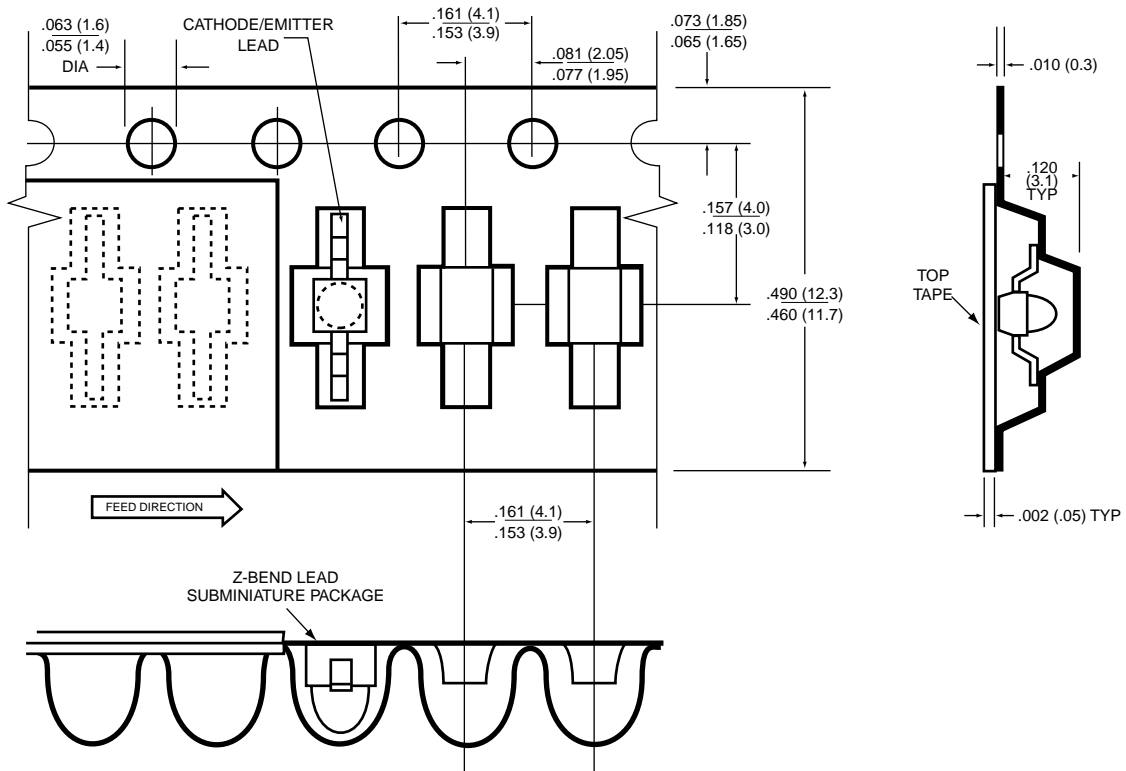 .063 (1.6)
.055 (1.4)
DIA
CATHODE/EMITTER
LEAD
.161 (4.1)
.153 (3.9)
.081 (2.05)
.077 (1.95)
.073 (1.85)
.065 (1.65)
.010 (0.3)
.120
(3.1)
TYP
.157 (4.0)
.118 (3.0)
.490 (12.3)
.460 (11.7)
TOP
TAPE
FEED DIRECTION
.161 (4.1)
.153 (3.9)
.002 (.05) TYP
Z-BEND LEAD
SUBMINIATURE PACKAGE